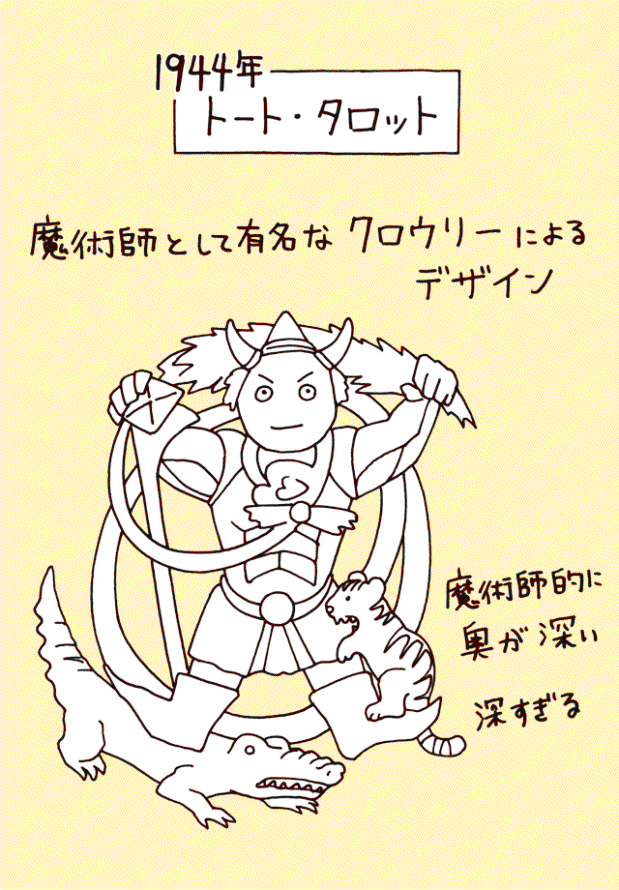 1944年
トート・タロット
魔術師として有名なクロウリーによる
デザイン
魔術師的に
奥が深い
深すぎる